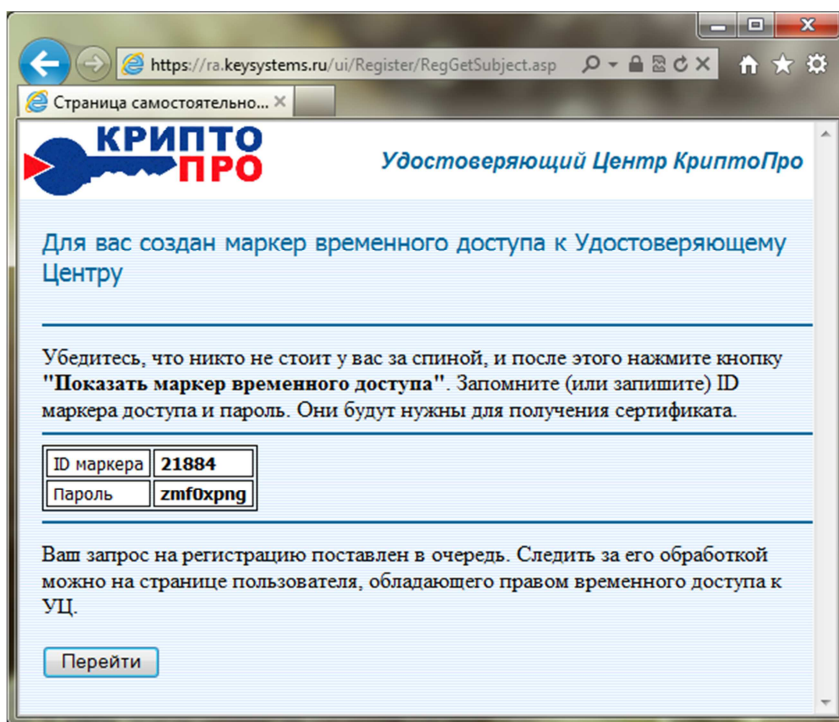 https://ra.keysystems.ru/ui/Register/RegGetSubject.asp
Страница самостоятельно...
КРИПТО
ПРО
Удостоверяющий Центр КриптоПро
Для вас создан маркер временного доступа к Удостоверяющему
Центру
Убедитесь, что никто не стоит у вас за спиной, и после этого нажмите кнопку
"Показать маркер временного доступа". Запомните (или запишите) ID
маркера доступа и пароль. Они будут нужны для получения сертификата.
ID маркера 21884
Пароль zmf0xpng
Ваш запрос на регистрацию поставлен в очередь. Следить за его обработкой
можно на странице пользователя, обладающего правом временного доступа к
УЦ.
Перейти